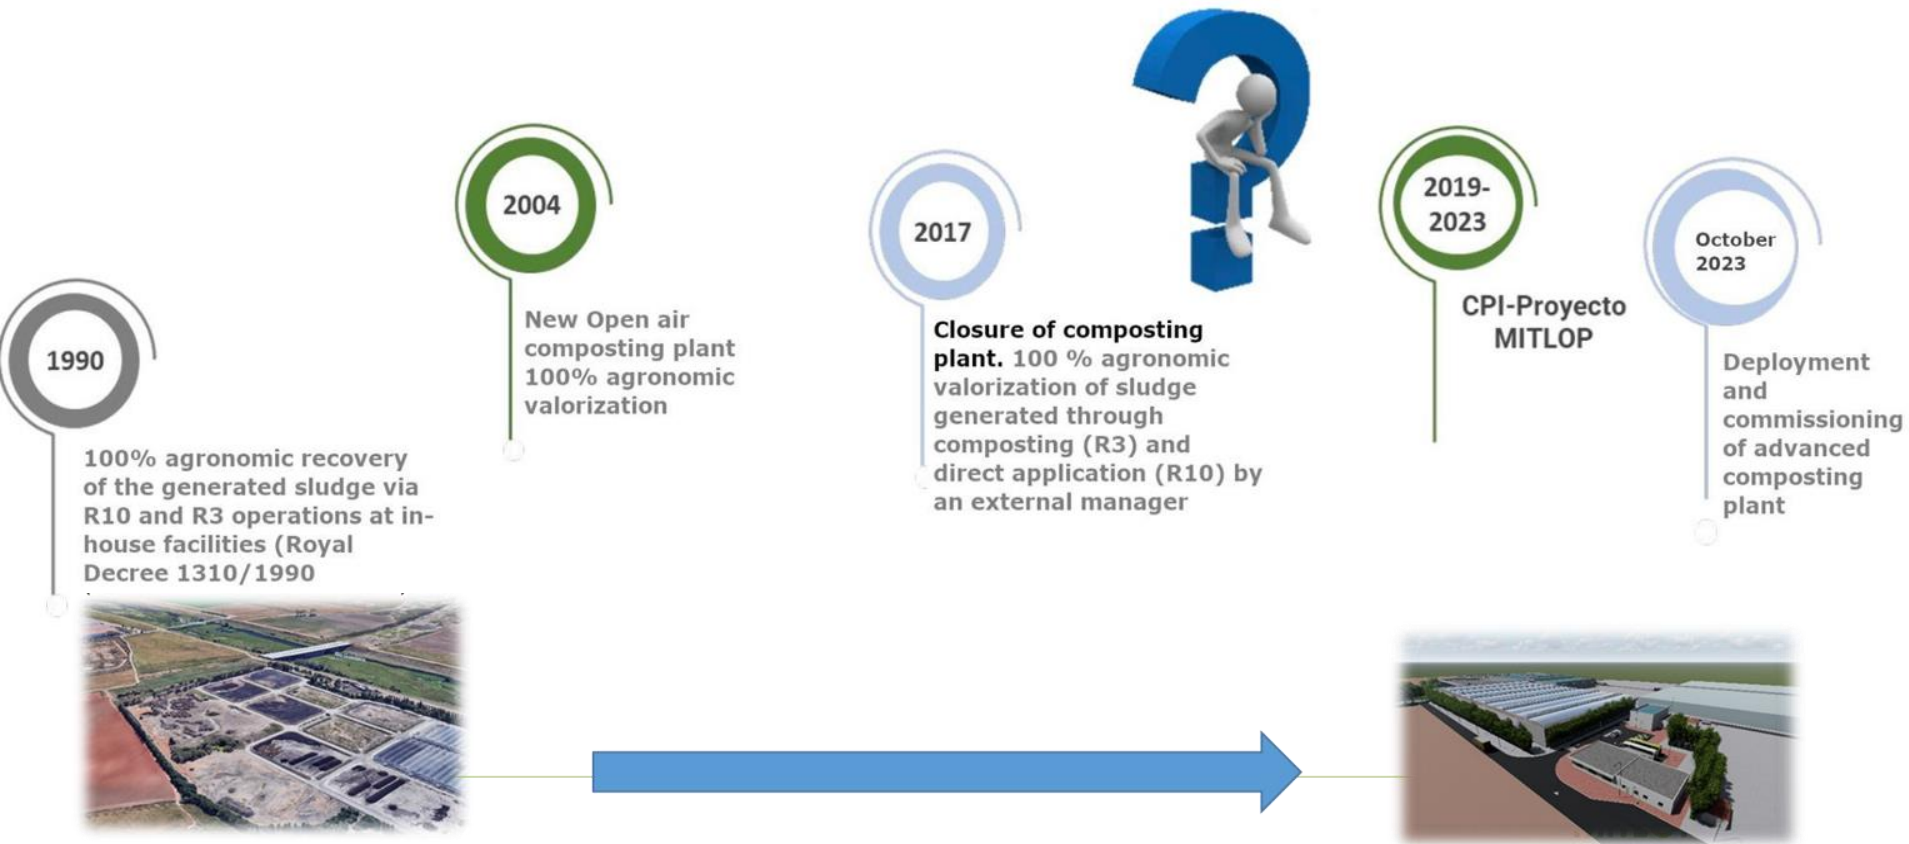 1990
100% agronomic recovery
of the generated sludge via
R10 and R3 operations at in-
house facilities (Royal
Decree 1310/1990
2004
New Open air
composting plant
100% agronomic
valorization
2017
Closure of composting
plant. 100 % agronomic
valorization of sludge
generated through
composting (R3) and
direct application (R10) by
an external manager
2019-
2023
CPI-Proyecto
MITLOP
October
2023
Deployment
and
commissioning
of advanced
composting
plant